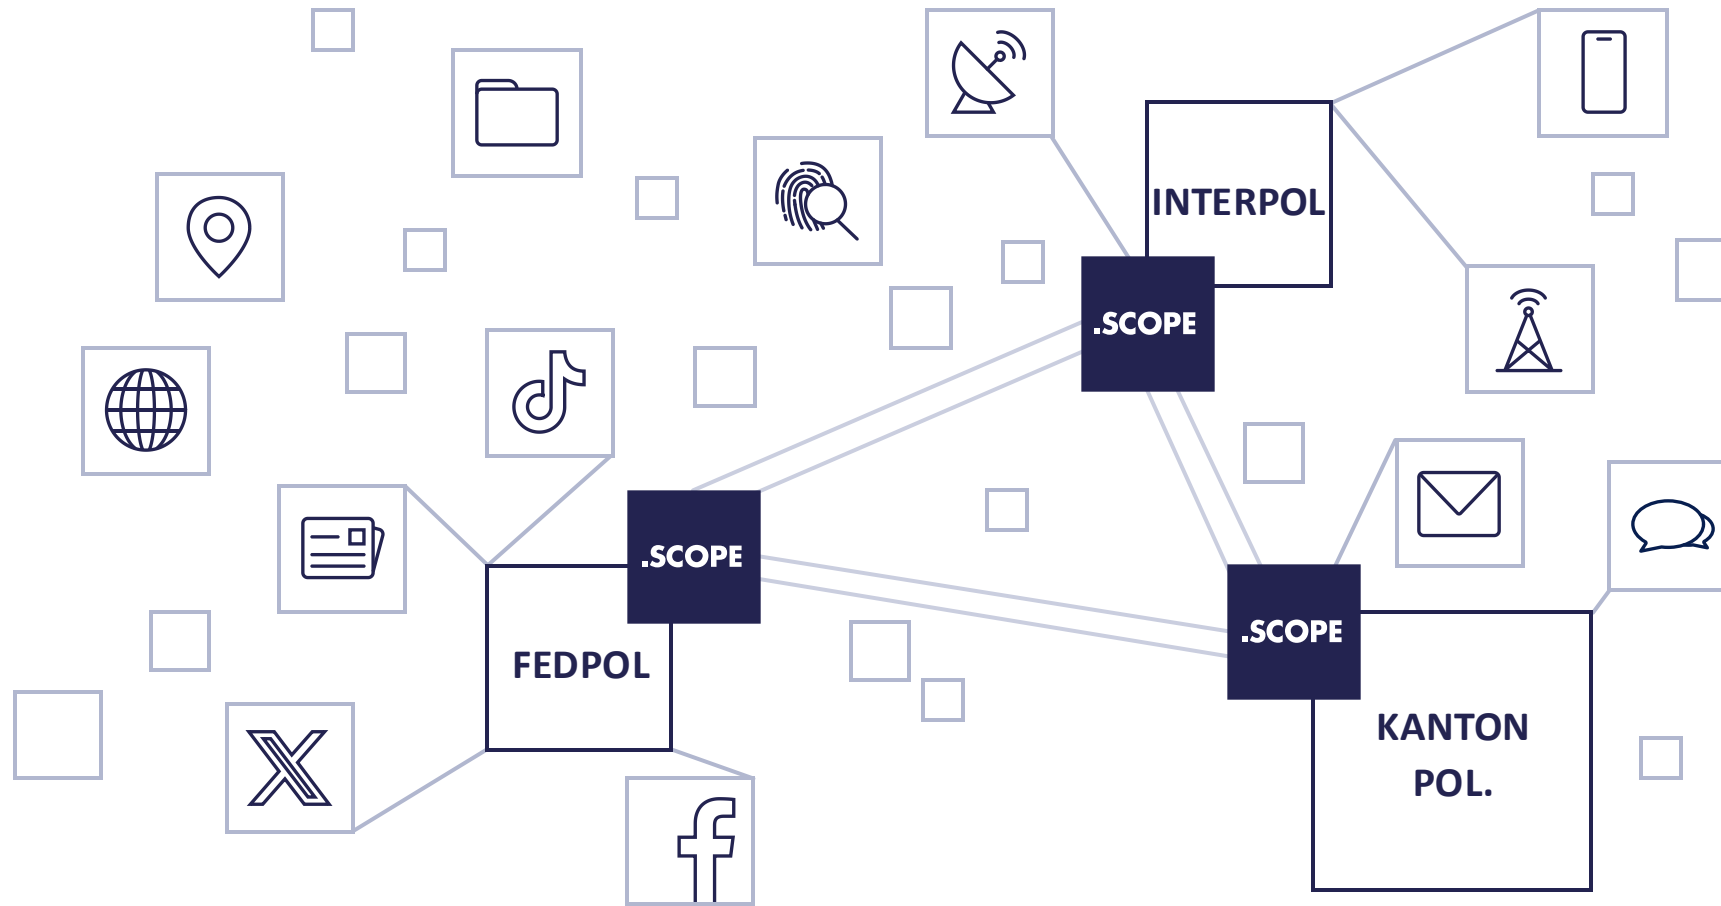 INTERPOL
.SCOPE
.SCOPE
FEDPOL
.SCOPE
KANTON
POL.